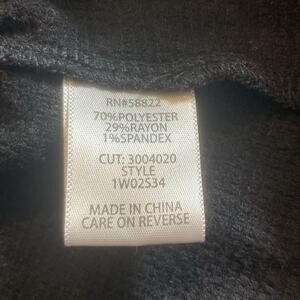 RN#58822
70%POLYESTER
29%RAYON
1%SPANDEX
CUT: 3004020
STYLE
1W02S34
MADE IN CHINA
CARE ON REVERSE